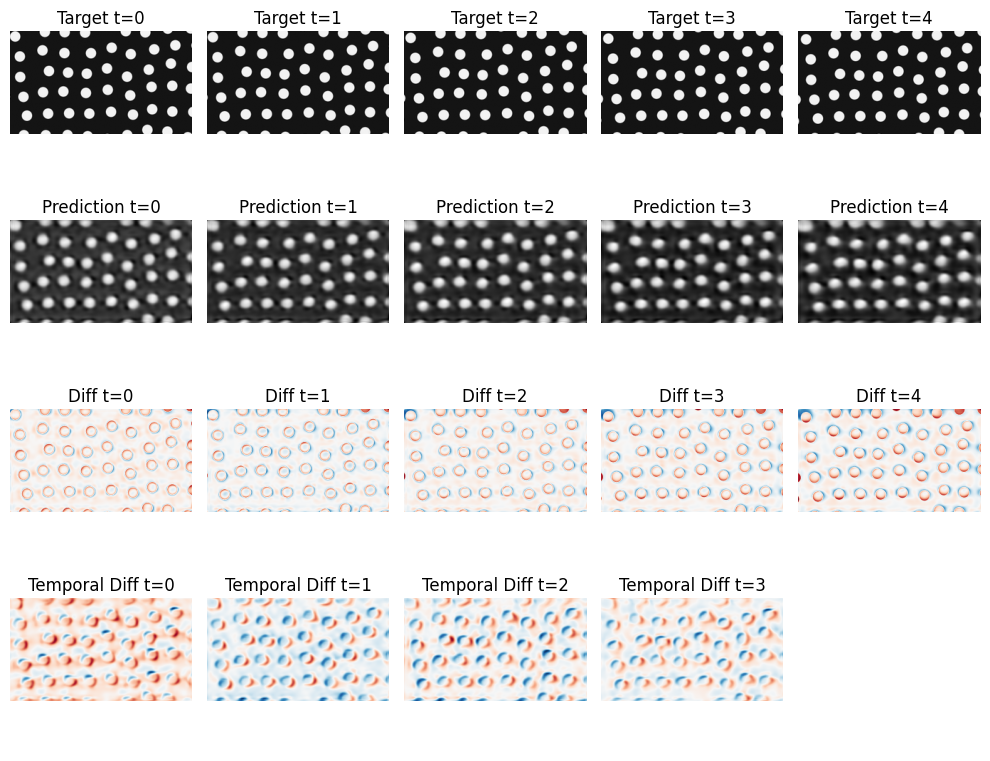 Target t=0 Target t=1 Target t=2 Target t=3 Target t=4
Prediction t=0 Prediction t=1 Prediction t=2 Prediction t=3 Prediction t=4
Diff t=0 Diff t=1 Diff t=2 Diff t=3 Diff t=4
Temporal Diff t=0 Temporal Diff t=1 Temporal Diff t=2 Temporal Diff t=3